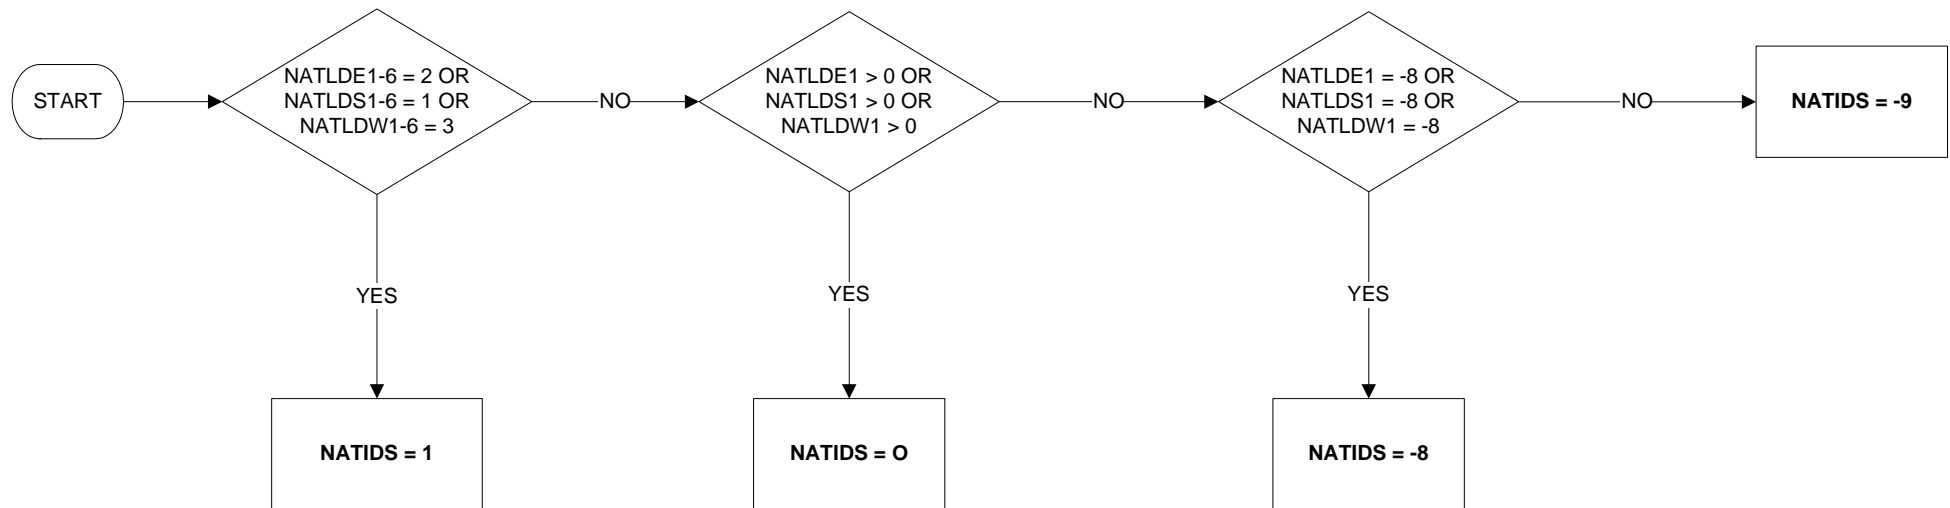 START
NATLDE1-6 = 2 OR
NATLDS1-6 = 1 OR
NATLDW1-6 = 3
NO
NATLDE1 > 0 OR
NATLDS1 > 0 OR
NATLDW1 > 0
NO
NATLDE1 = -8 OR
NATLDS1 = -8 OR
NATLDW1 = -8
NO
NATIDS = -9
YES
YES
YES
NATIDS = 1
NATIDS = O
NATIDS = -8